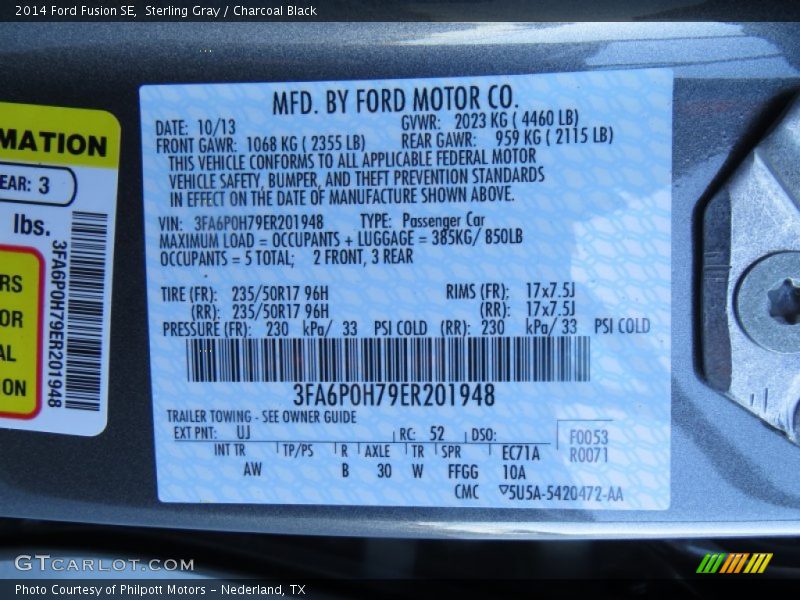 2014 Ford Fusion SE, Sterling Gray / Charcoal Black
MATION
EAR: 3
lbs.
RS
OR
AL
ON
3FA6P0H79ER201948
MFD. BY FORD MOTOR CO.
DATE: 10/13 GVWR: 2023 KG ( 4460 LB)
FRONT GAWR: 1068 KG ( 2355 LB) REAR GAWR: 959 KG ( 2115 LB)
THIS VEHICLE CONFORMS TO ALL APPLICABLE FEDERAL MOTOR
VEHICLE SAFETY, BUMPER, AND THEFT PREVENTION STANDARDS
IN EFFECT ON THE DATE OF MANUFACTURE SHOWN ABOVE.
VIN: 3FA6P0H79ER201948 TYPE: Passenger Car
MAXIMUM LOAD = OCCUPANTS + LUGGAGE = 385KG/ 850LB
OCCUPANTS = 5 TOTAL; 2 FRONT, 3 REAR
TIRE (FR): 235/50R17 96H RIMS (FR): 17x7.5J
(RR): 235/50R17 96H (RR): 17x7.5J
PRESSURE (FR): 230 kPa/ 33 PSI COLD (RR): 230 kPa/ 33 PSI COLD
3FA6P0H79ER201948
TRAILER TOWING - SEE OWNER GUIDE
EXT PNT: UJ RC: 52 DSO: F0053
INT TR TP/PS R AXLE TR SPR EC71A R0071
AW B 30 W FFGG 10A
CMC ▽5U5A-5420472-AA
GTCARLOT.COM
Photo Courtesy of Philpott Motors - Nederland, TX